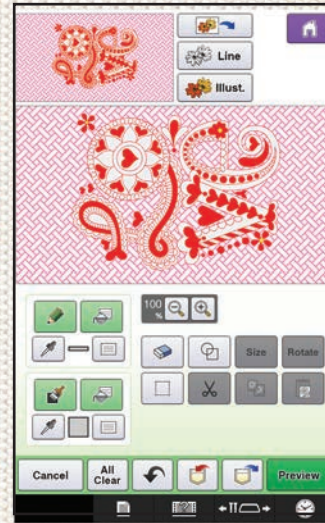 Line
Illust.
100
%
Size
Rotate
Cancel
All
Clear
Preview